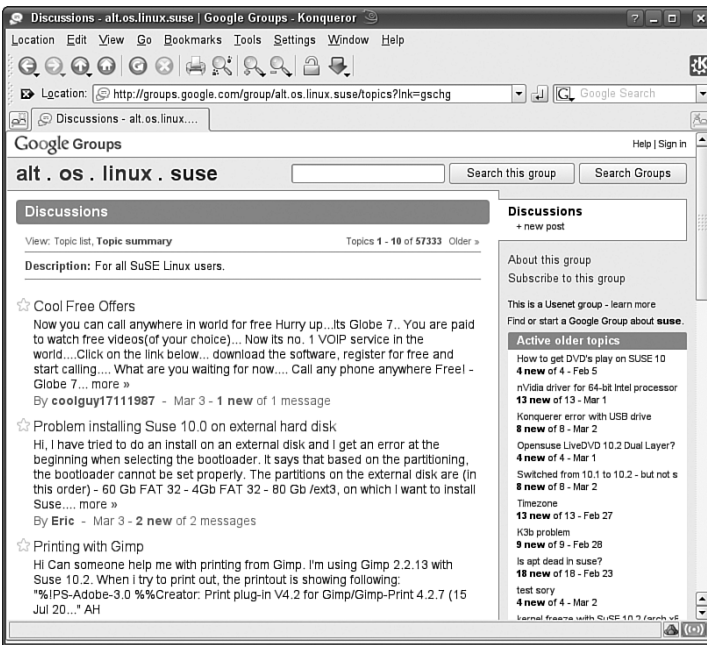 Discussions - alt.os.linux.suse | Google Groups - Konqueror
Location Edit View Go Bookmarks Tools Settings Window Help
Location: http://groups.google.com/group/alt.os.linux.suse/topics?lnk=gschg
Google Search
Discussions - alt.os.linux....
Google Groups
Help | Sign in
alt . os . linux . suse
Search this group
Search Groups
Discussions
View: Topic list, Topic summary
Topics 1 - 10 of 57333 Older »
Description: For all SuSE Linux users.
Cool Free Offers
Now you can call anywhere in world for free Hurry up...Its Globe 7.. You are paid
to watch free videos(of your choice)... Now its no. 1 VOIP service in the
world....Click on the link below... download the software, register for free and
start calling.... What are you waiting for now.... Call any phone anywhere Free! -
Globe 7... more »
By coolguy17111987 - Mar 3 - 1 new of 1 message
Problem installing Suse 10.0 on external hard disk
Hi, I have tried to do an install on an external disk and I get an error at the
beginning when selecting the bootloader. It says that based on the partitioning,
the bootloader cannot be set properly. The partitions on the external disk are (in
this order) - 60 Gb FAT 32 - 4Gb FAT 32 - 80 Gb /ext3, on which I want to install
Suse.... more »
By Eric - Mar 3 - 2 new of 2 messages
Printing with Gimp
Hi Can someone help me with printing from Gimp. I'm using Gimp 2.2.13 with
Suse 10.2. When i try to print out, the printout is showing following:
"%!PS-Adobe-3.0 %%Creator: Print plug-in V4.2 for Gimp/Gimp-Print 4.2.7 (15
Jul 20..." AH
Discussions
+ new post
About this group
Subscribe to this group
This is a Usenet group - learn more
Find or start a Google Group about suse.
Active older topics
How to get DVD's play on SUSE 10
4 new of 4 - Feb 5
nVidia driver for 64-bit Intel processor
13 new of 13 - Mar 1
Konquerer error with USB drive
8 new of 8 - Mar 2
Opensuse LiveDVD 10.2 Dual Layer?
4 new of 4 - Mar 1
Switched from 10.1 to 10.2 - but not s
8 new of 8 - Mar 2
Timezone
13 new of 13 - Feb 27
K3b problem
9 new of 9 - Feb 28
Is apt dead in suse?
18 new of 18 - Feb 23
test sory
4 new of 4 - Mar 2
kernel freeze with SuSE 10.2 (arch x8